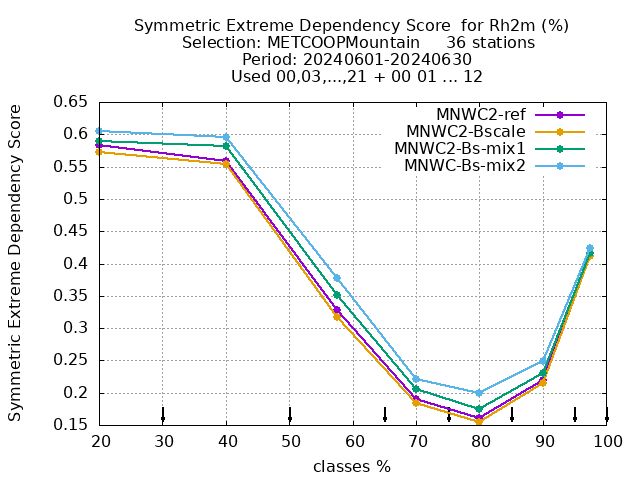 Symmetric Extreme Dependency Score  for Rh2m (%)
Selection: METCOOPMountain     36 stations
Period: 20240601-20240630
Used 00,03,...,21 + 00 01 ... 12
Symmetric Extreme Dependency Score
0.65
0.6
0.55
0.5
0.45
0.4
0.35
0.3
0.25
0.2
0.15
MNWC2-ref
MNWC2-Bscale
MNWC2-Bs-mix1
MNWC-Bs-mix2
20 30 40 50 60 70 80 90 100
classes %